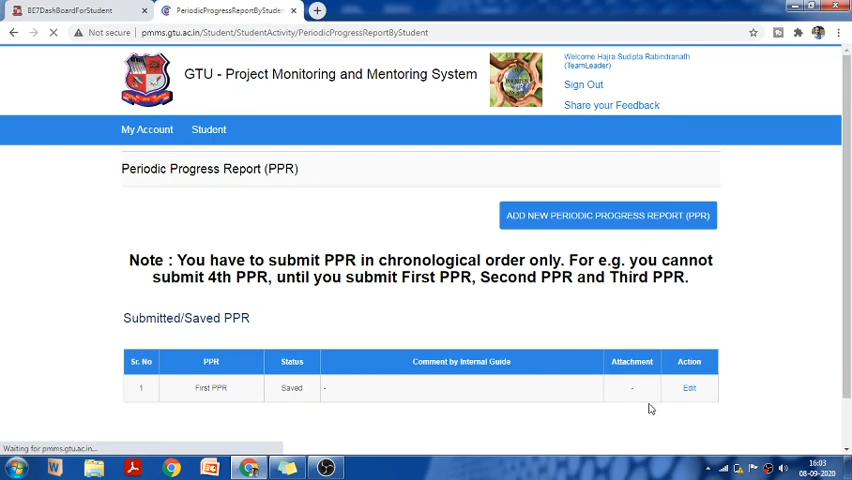 BE7DashBoardForStudent
PeriodicProgressReportByStuden
Not secure
pmms.gtu.ac.in/Student/StudentActivity/PeriodicProgressReportByStudent
GTU - Project Monitoring and Mentoring System
Welcome Hajra Sudipta Rabindranath
(TeamLeader)
Sign Out
Share your Feedback
My Account
Student
Periodic Progress Report (PPR)
ADD NEW PERIODIC PROGRESS REPORT (PPR)
Note : You have to submit PPR in chronological order only. For e.g. you cannot
submit 4th PPR, until you submit First PPR, Second PPR and Third PPR.
Submitted/Saved PPR
Sr. No PPR Status Comment by Internal Guide Attachment Action
1 First PPR Saved - - Edit
Waiting for pmms.gtu.ac.in...
16:03
08-09-2020